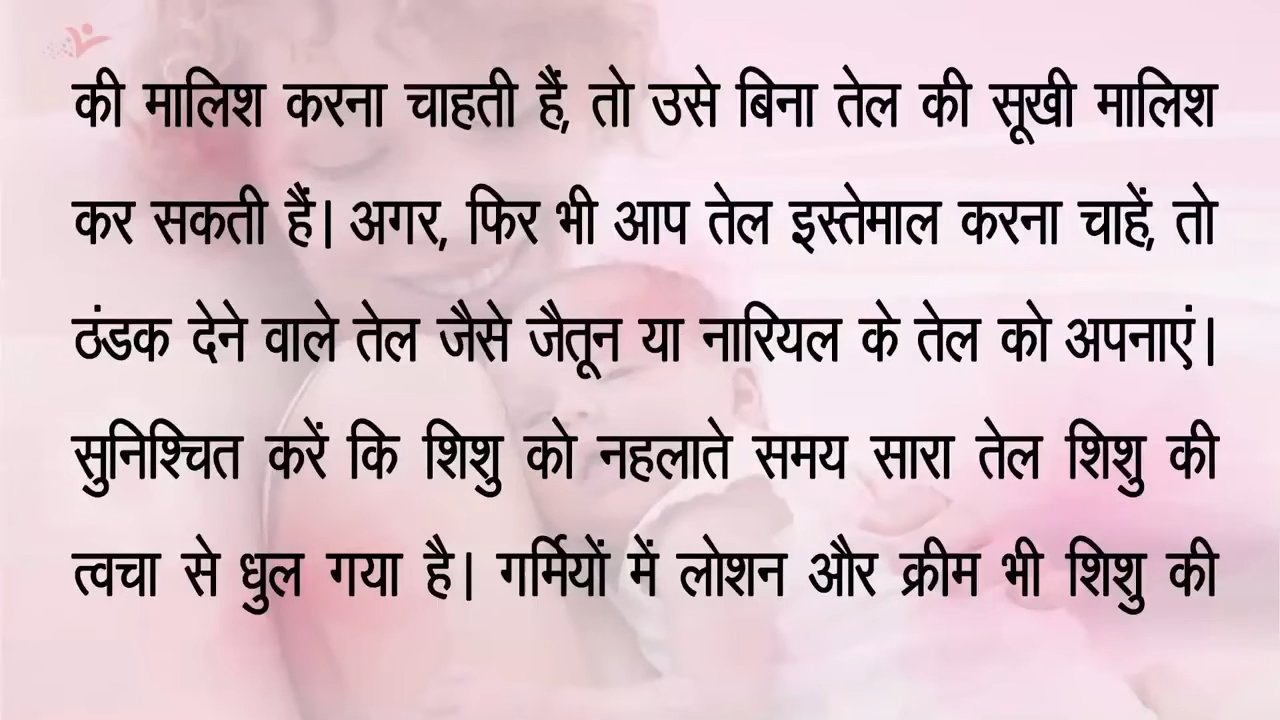 की मालिश करना चाहती हैं, तो उसे बिना तेल की सूखी मालिश
कर सकती हैं। अगर, फिर भी आप तेल इस्तेमाल करना चाहें, तो
ठंडक देने वाले तेल जैसे जैतून या नारियल के तेल को अपनाएं।
सुनिश्चित करें कि शिशु को नहलाते समय सारा तेल शिशु की
त्वचा से धुल गया है। गर्मियों में लोशन और क्रीम भी शिशु की